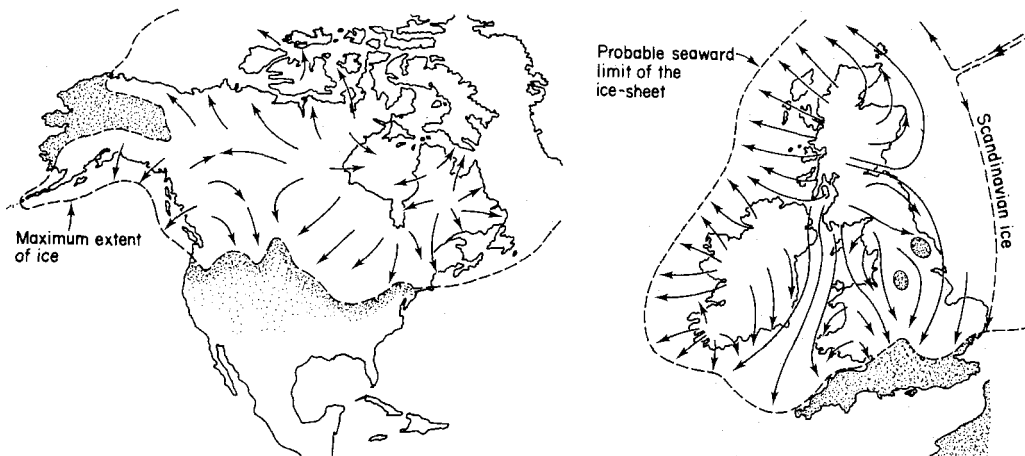 Maximum extent
of ice
Probable seaward
limit of the
ice-sheet
Scandinavian ice